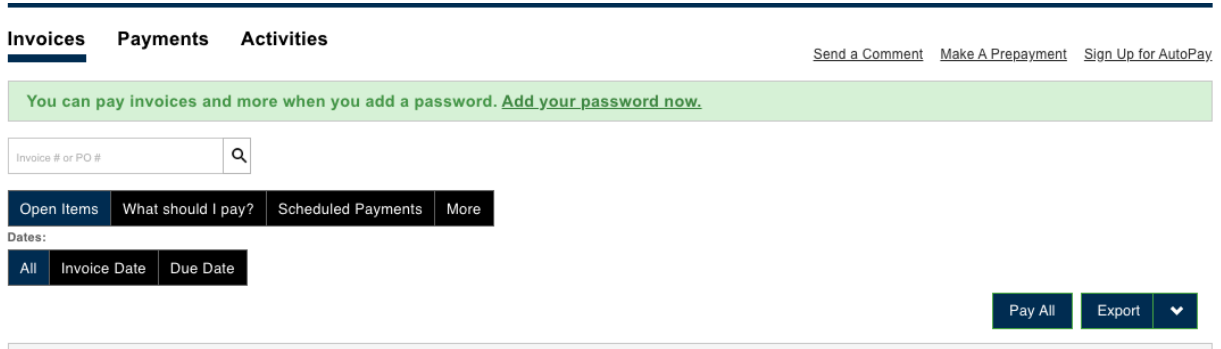 Invoices Payments Activities
Send a Comment Make A Prepayment Sign Up for AutoPay
You can pay invoices and more when you add a password. Add your password now.
Invoice # or PO #
Open Items What should I pay? Scheduled Payments More
Dates:
All Invoice Date Due Date
Pay All Export